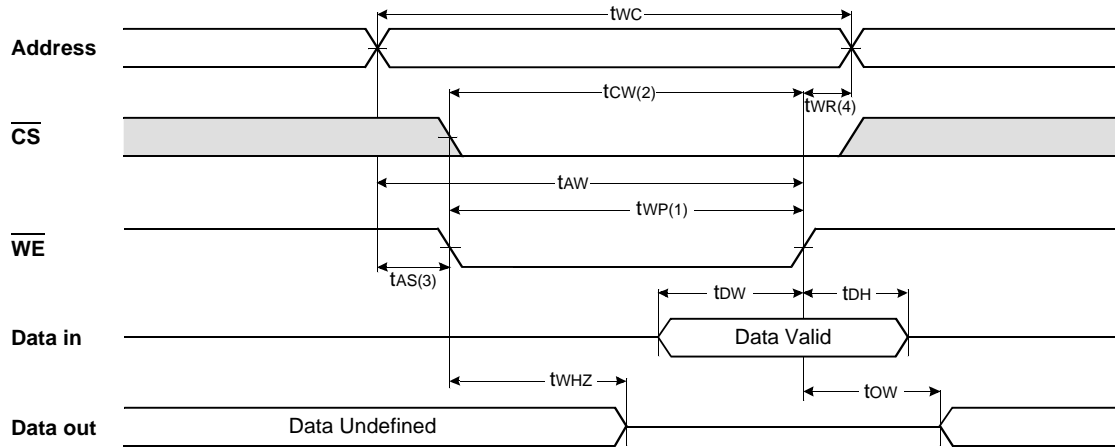 tWC
Address
tCW(2)
tWR(4)
CS
tAW
tWP(1)
WE
tAS(3)
tDW
tDH
Data in
Data Valid
tWHZ
tOW
Data out
Data Undefined